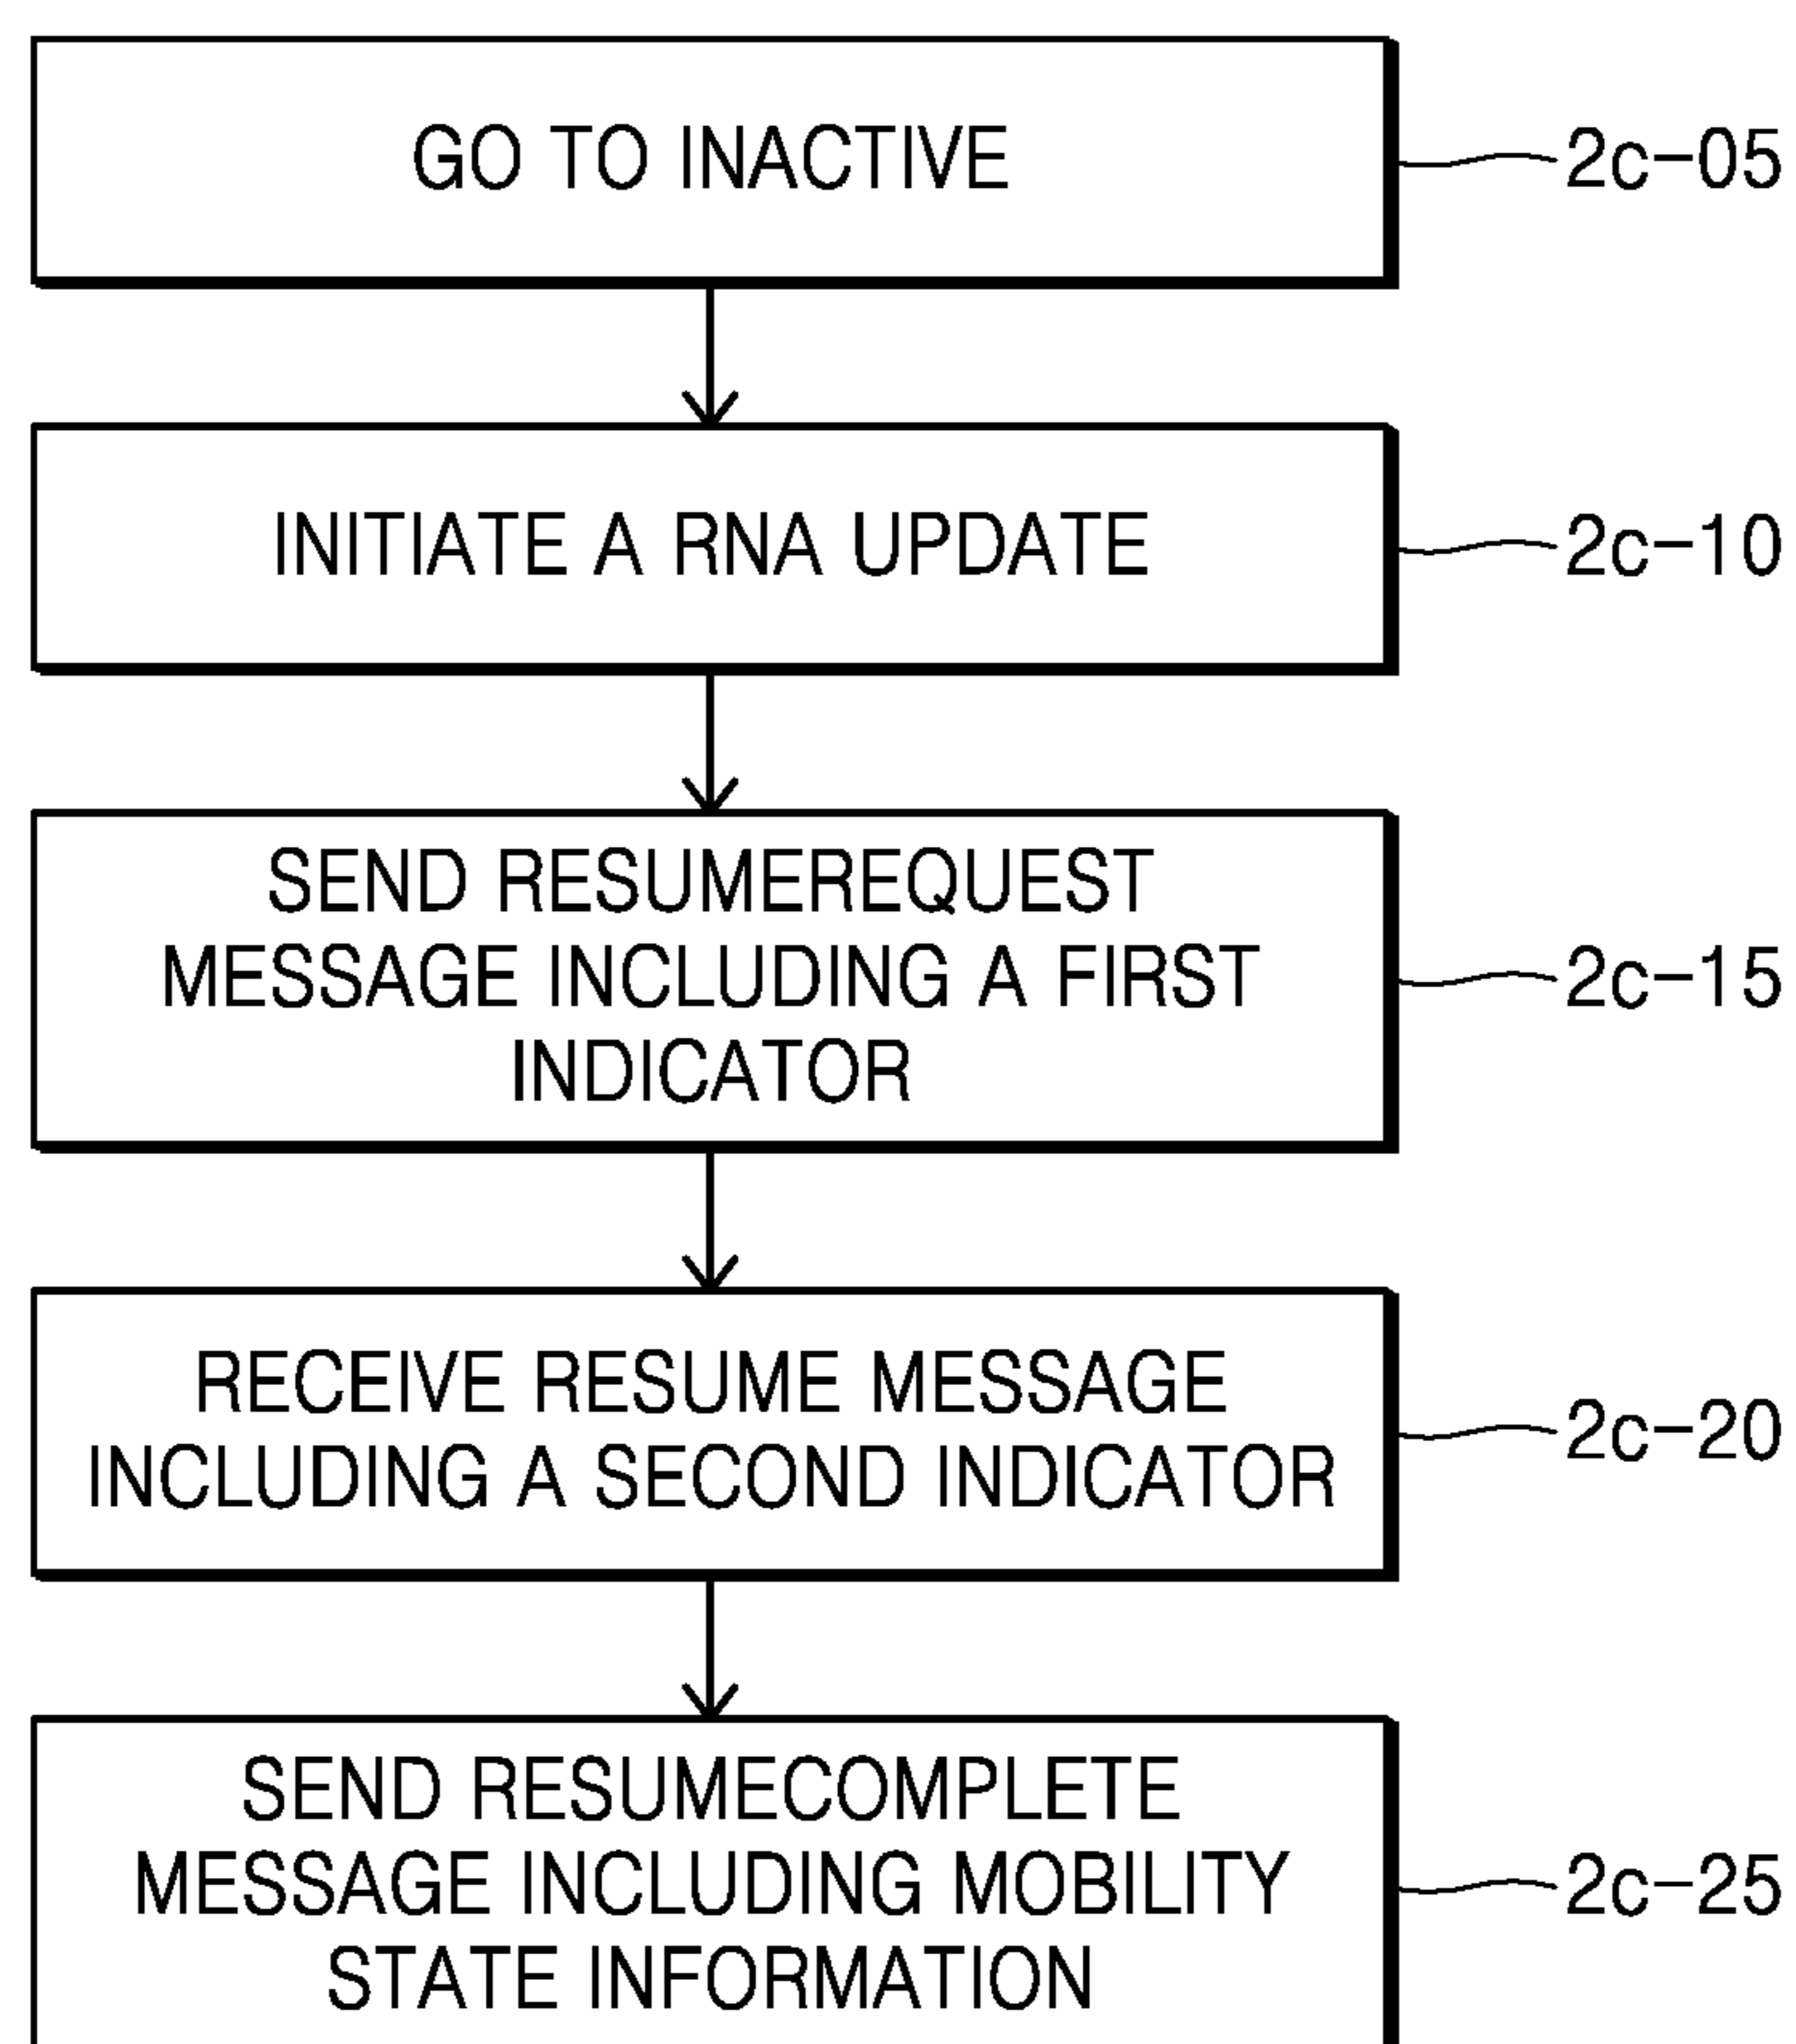 GO TO INACTIVE
2c-05
INITIATE A RNA UPDATE
2c-10
SEND RESUMEREQUEST
MESSAGE INCLUDING A FIRST
INDICATOR
2c-15
RECEIVE RESUME MESSAGE
INCLUDING A SECOND INDICATOR
2c-20
SEND RESUMECOMPLETE
MESSAGE INCLUDING MOBILITY
STATE INFORMATION
2c-25